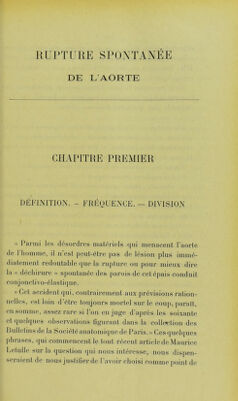 RUPTURE SPONTANÉE
DE L'AORTE
CHAPITRE PREMIER
DÉFINITION. – FRÉQUENCE. — DIVISION
« Parmi les désordres matériels qui menacent l'aorte
de l'homme, il n'est peut-être pas de lésion plus immé-
diatement redoutable que la rupture ou pour mieux dire
la « déchirure » spontanée des parois de cet épais conduit
conjonctivo-élastique.
« Cet accident qui, contrairement aux prévisions ration-
nelles, est loin d'être toujours mortel sur le coup, paraît,
en somme, assez rare si l'on en juge d'après les soixante
et quelques observations figurant dans la collection des
Bulletins de la Société anatomique de Paris. » Ces quelques
phrases, qui commencent le tout récent article de Maurice
Letulle sur la question qui nous intéresse, nous dispen-
seraient de nous justifier de l'avoir choisi comme point de